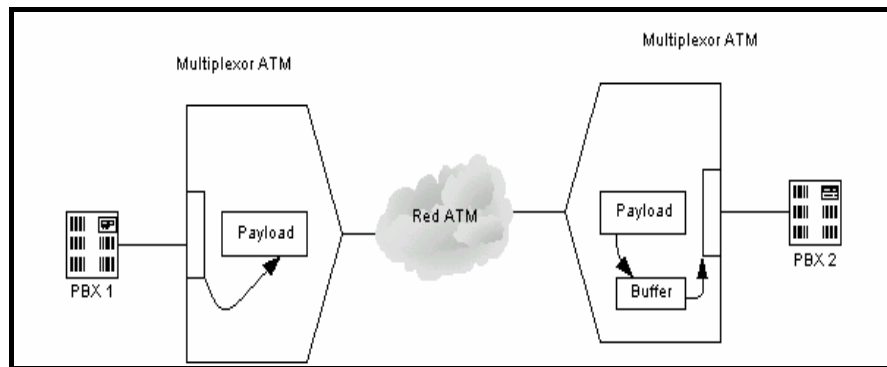 Multiplexor ATM
Multiplexor ATM
Payload
Red ATM
Payload
Buffer
PBX 1
PBX 2